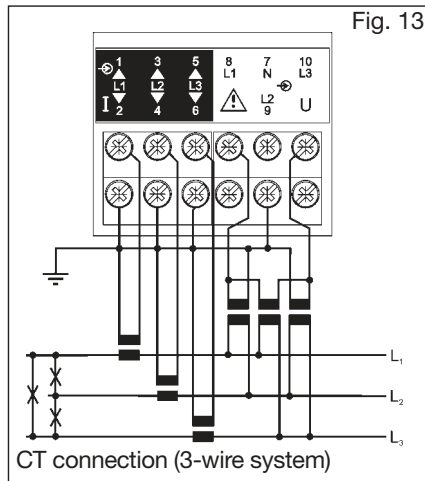 Fig. 13
1 3 5 8 7 10
L1 N L3
L1 L2 L3
I 2 4 6 L2 9 U
L₁
L₂
L₃
CT connection (3-wire system)